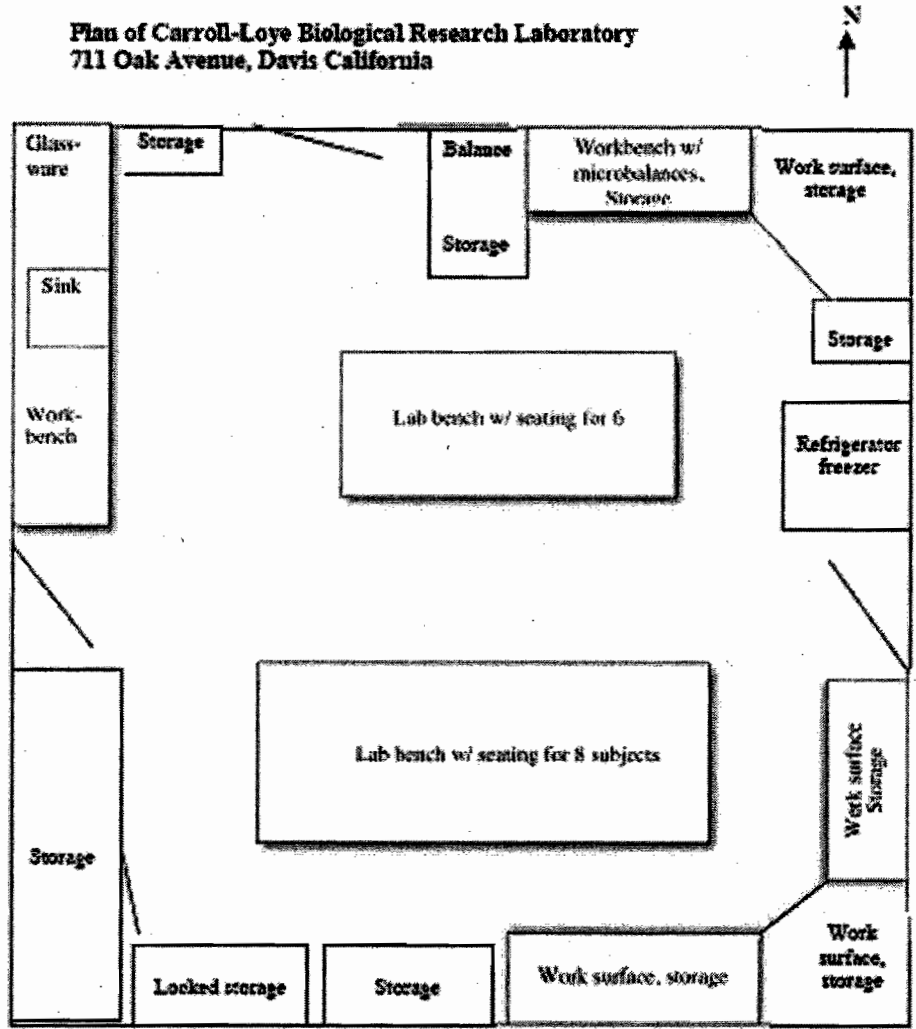 Plan of Carroll-Loye Biological Research Laboratory
711 Oak Avenue, Davis California
N
Glass-
ware
Storage
Balance
Storage
Workbench w/
microbalances,
Storage
Work surface,
storage
Sink
Storage
Work-
bench
Lab bench w/ seating for 6
Refrigerator
freezer
Lab bench w/ seating for 8 subjects
Work surface
Storage
Storage
Locked storage
Storage
Work surface, storage
Work
surface,
storage